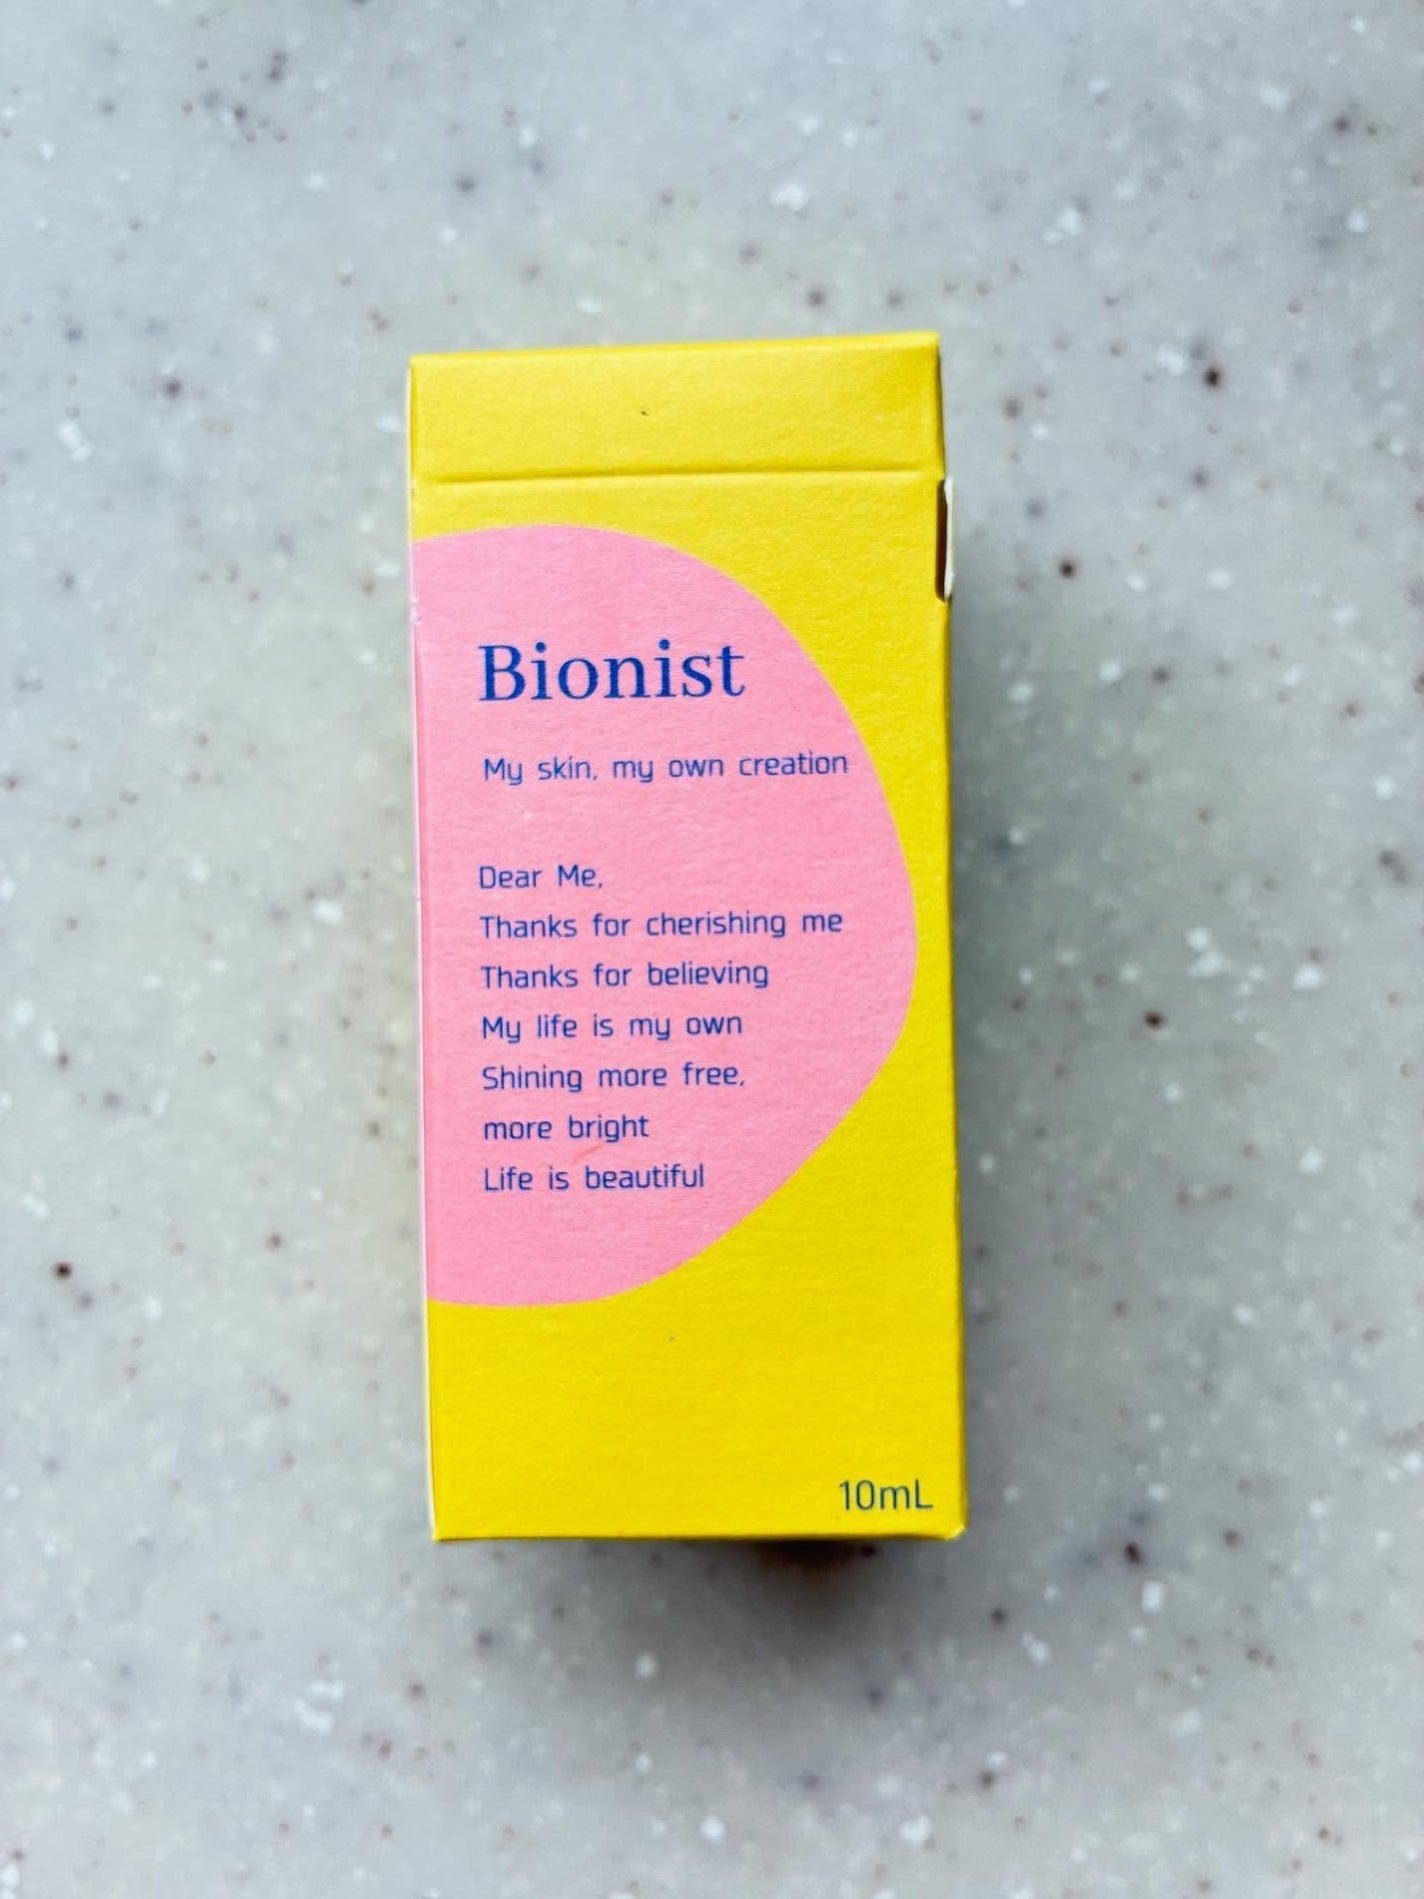 Bionist
My skin, my own creation
Dear Me,
Thanks for cherishing me
Thanks for believing
My life is my own
Shining more free,
more bright
Life is beautiful
10mL